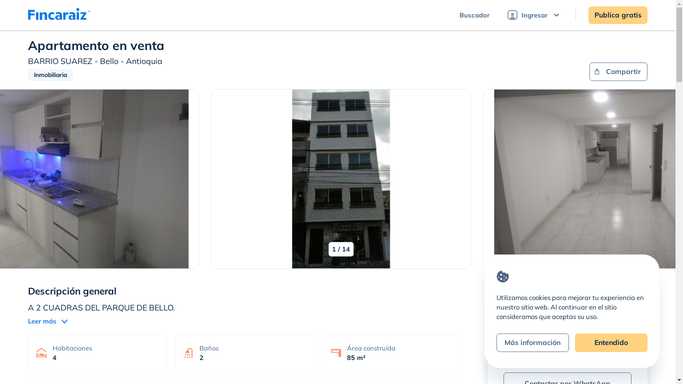 Fincaraiz
Buscador
Ingresar
Publica gratis
Apartamento en venta
BARRIO SUAREZ - Bello - Antioquia
Inmobiliaria
Compartir
1 / 14
Descripción general
A 2 CUADRAS DEL PARQUE DE BELLO.
Leer más
Habitaciones
4
Baños
2
Área construida
85 m²
Utilizamos cookies para mejorar tu experiencia en
nuestro sitio web. Al continuar en el sitio
consideramos que aceptas su uso.
Más información
Entendido
Contactar por WhatsApp